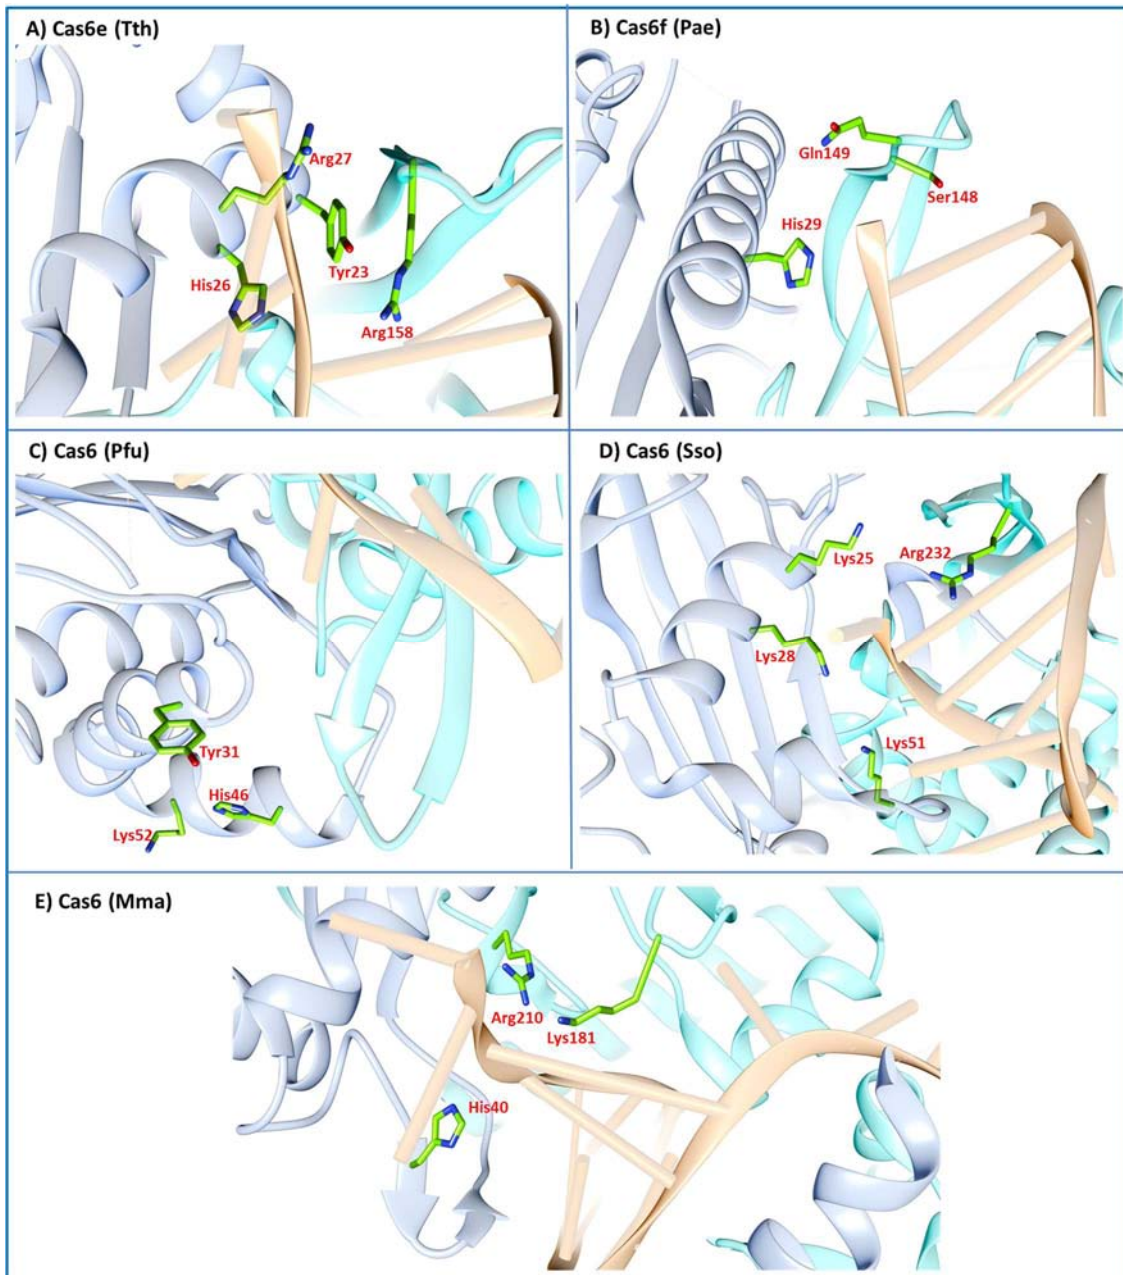 A) Cas6e (Tth)
Arg27
Tyr23
His26
Arg158
B) Cas6f (Pae)
Gln149
Ser148
His29
C) Cas6 (Pfu)
Tyr31
His46
Lys52
D) Cas6 (Sso)
Lys25
Arg232
Lys28
Lys51
E) Cas6 (Mma)
Arg210
Lys181
His40